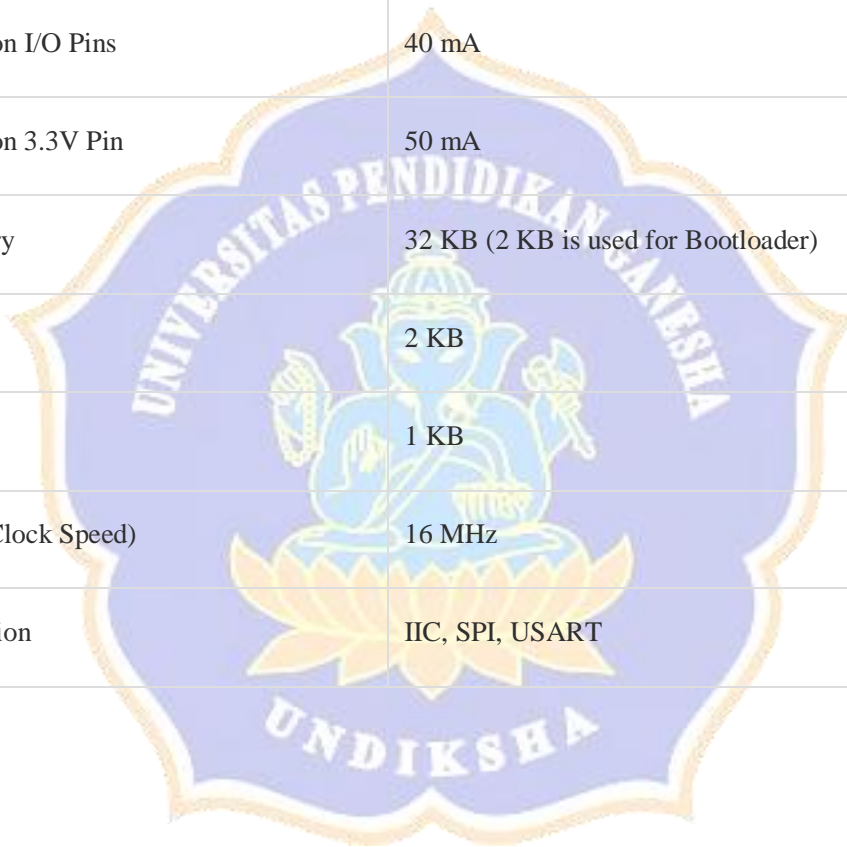 on I/O Pins 40 mA
on 3.3V Pin 50 mA
ry 32 KB (2 KB is used for Bootloader)
2 KB
1 KB
Clock Speed) 16 MHz
ion IIC, SPI, USART
UNIVERSITAS PENDIDIKAN GANESHA
UNDIKSHA